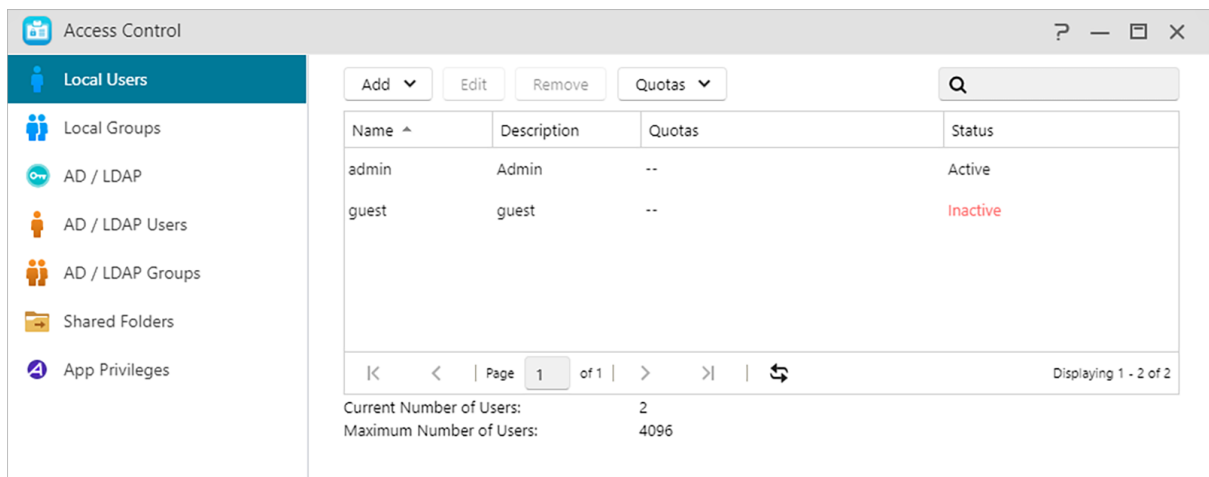 Access Control
Local Users
Local Groups
AD / LDAP
AD / LDAP Users
AD / LDAP Groups
Shared Folders
App Privileges
Add Edit Remove Quotas
Name Description Quotas Status
admin Admin -- Active
guest guest -- Inactive
Page 1 of 1 Displaying 1 - 2 of 2
Current Number of Users: 2
Maximum Number of Users: 4096